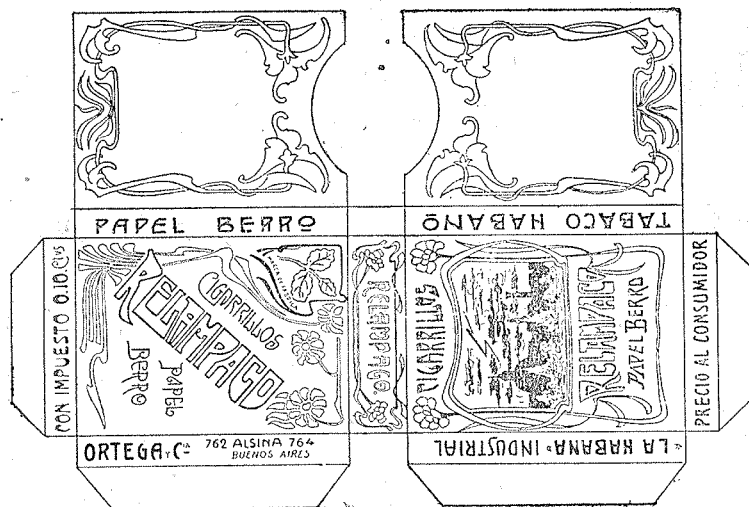 PAPEL BERRO
TABACO HABANO
CON IMPUESTO 0.10 Ctvs
CIGARRILLOS
RELAMPAGO
PAPEL
BERRO
RELAMPAGO.
CIGARRILLOS
RELAMPAGO
PAPEL BERRO
PRECIO AL CONSUMIDOR
ORTEGA Y Cia
762 ALSINA 764
BUENOS AIRES
"LA HABANA" INDUSTRIAL